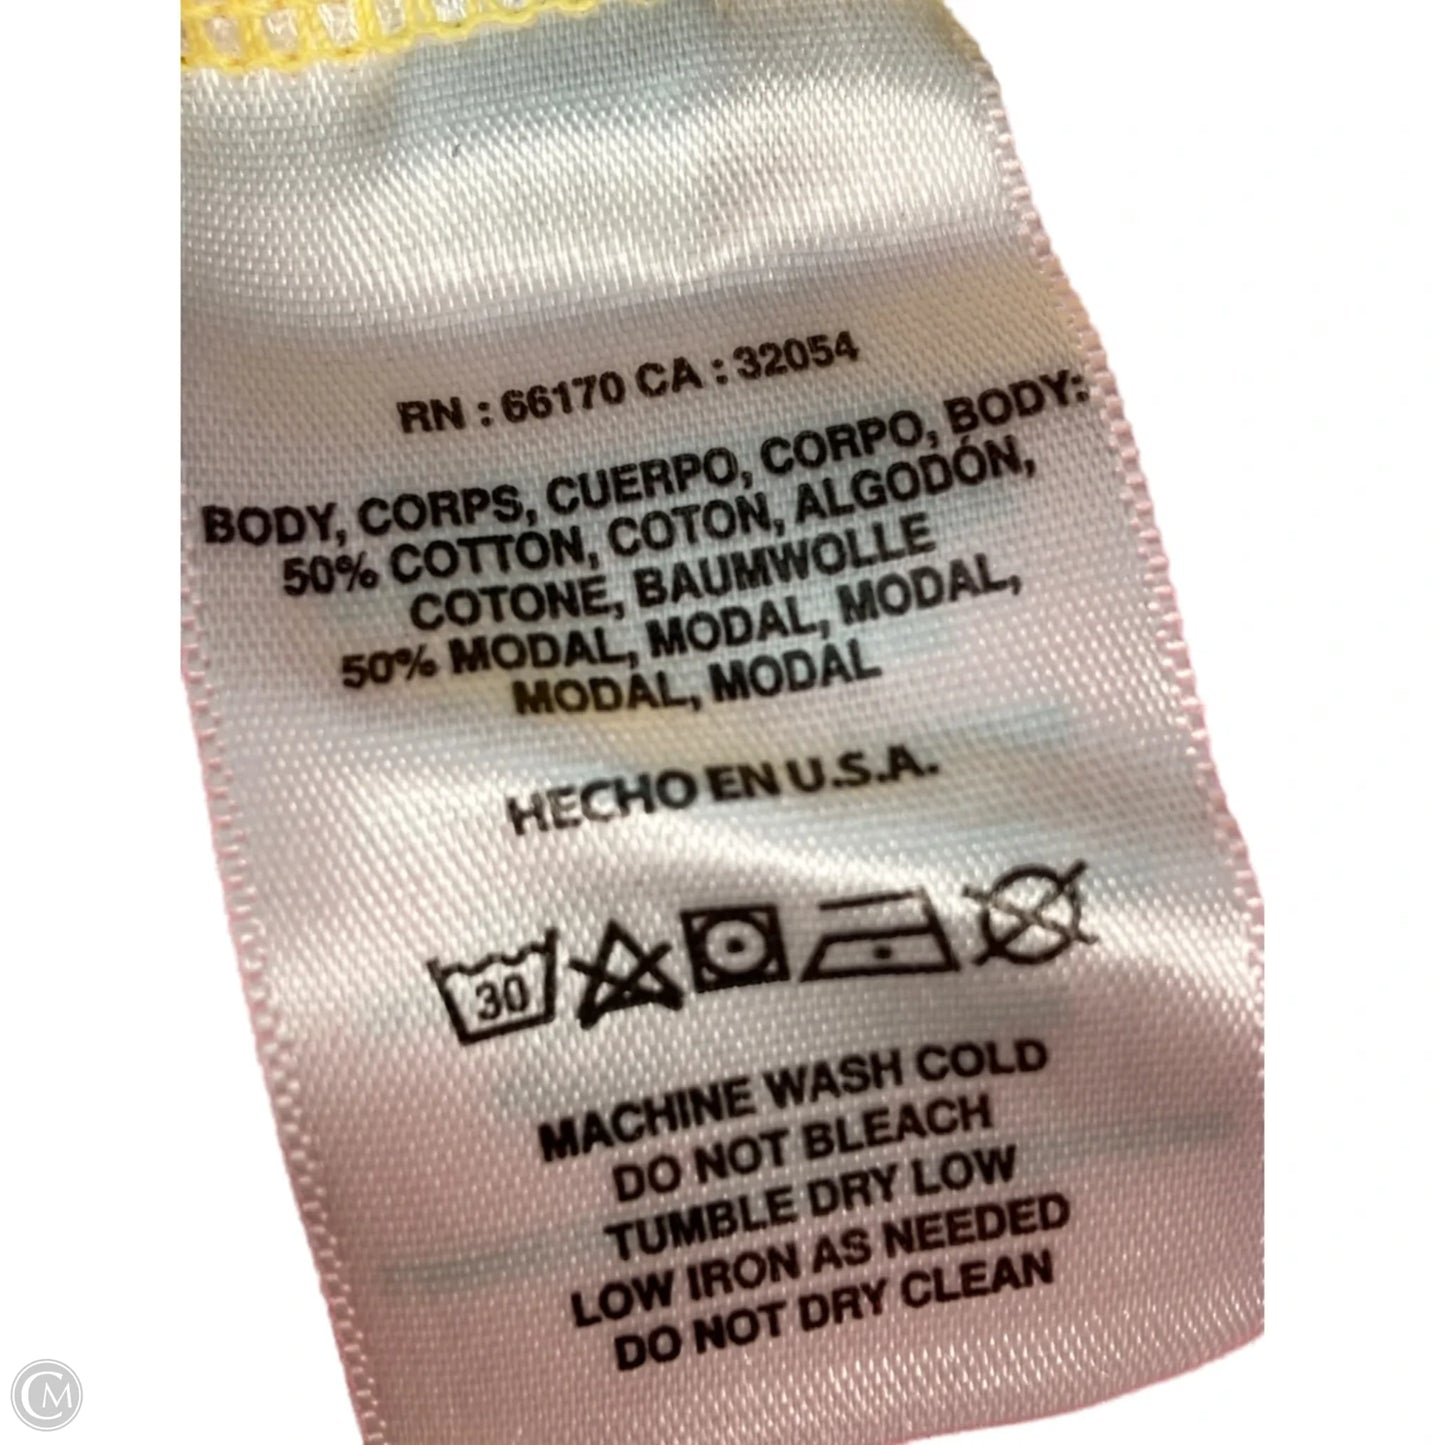 RN : 66170 CA : 32054
BODY, CORPS, CUERPO, CORPO, BODY:
50% COTTON, COTON, ALGODÓN,
COTONE, BAUMWOLLE
50% MODAL, MODAL, MODAL,
MODAL, MODAL
HECHO EN U.S.A.
30
MACHINE WASH COLD
DO NOT BLEACH
TUMBLE DRY LOW
LOW IRON AS NEEDED
DO NOT DRY CLEAN
CM